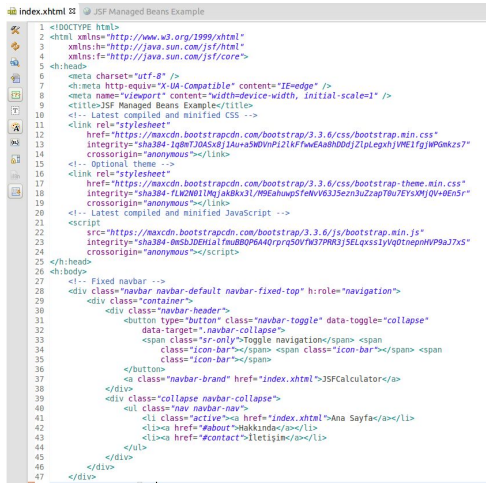 index.xhtml JSF Managed Beans Example
1 <!DOCTYPE html>
2 <html xmlns="http://www.w3.org/1999/xhtml"
3 xmlns:h="http://java.sun.com/jsf/html"
4 xmlns:f="http://java.sun.com/jsf/core">
5 <h:head>
6 <meta charset="utf-8" />
7 <h:meta http-equiv="X-UA-Compatible" content="IE=edge" />
8 <meta name="viewport" content="width=device-width, initial-scale=1" />
9 <title>JSF Managed Beans Example</title>
10 <!-- Latest compiled and minified CSS -->
11 <link rel="stylesheet"
12 href="https://maxcdn.bootstrapcdn.com/bootstrap/3.3.6/css/bootstrap.min.css"
13 integrity="sha384-1q8mTJOASx8j1Au+a5WDVnPi2lkFfwwEAa8hDDdjZlpLegxhjVME1fgjWPGmkzs7"
14 crossorigin="anonymous"></link>
15 <!-- Optional theme -->
16 <link rel="stylesheet"
17 href="https://maxcdn.bootstrapcdn.com/bootstrap/3.3.6/css/bootstrap-theme.min.css"
18 integrity="sha384-fLW2N01lMqjakBkx3l/M9EahuwpSfeNvV63J5ezn3uZzapT0u7EYsXMjQV+0En5r"
19 crossorigin="anonymous"></link>
20 <!-- Latest compiled and minified JavaScript -->
21 <script
22 src="https://maxcdn.bootstrapcdn.com/bootstrap/3.3.6/js/bootstrap.min.js"
23 integrity="sha384-0mSbJDEHialfmuBBQP6A4Qrprq5OVfW37PRR3j5ELqxss1yVqOtnepnHVP9aJ7xS"
24 crossorigin="anonymous"></script>
25 </h:head>
26 <h:body>
27 <!-- Fixed navbar -->
28 <div class="navbar navbar-default navbar-fixed-top" h:role="navigation">
29 <div class="container">
30 <div class="navbar-header">
31 <button type="button" class="navbar-toggle" data-toggle="collapse"
32 data-target=".navbar-collapse">
33 <span class="sr-only">Toggle navigation</span> <span
34 class="icon-bar"></span> <span class="icon-bar"></span> <span
35 class="icon-bar"></span>
36 </button>
37 <a class="navbar-brand" href="index.xhtml">JSFCalculator</a>
38 </div>
39 <div class="collapse navbar-collapse">
40 <ul class="nav navbar-nav">
41 <li class="active"><a href="index.xhtml">Ana Sayfa</a></li>
42 <li><a href="#about">Hakkında</a></li>
43 <li><a href="#contact">İletişim</a></li>
44 </ul>
45 </div>
46 </div>
47 </div>